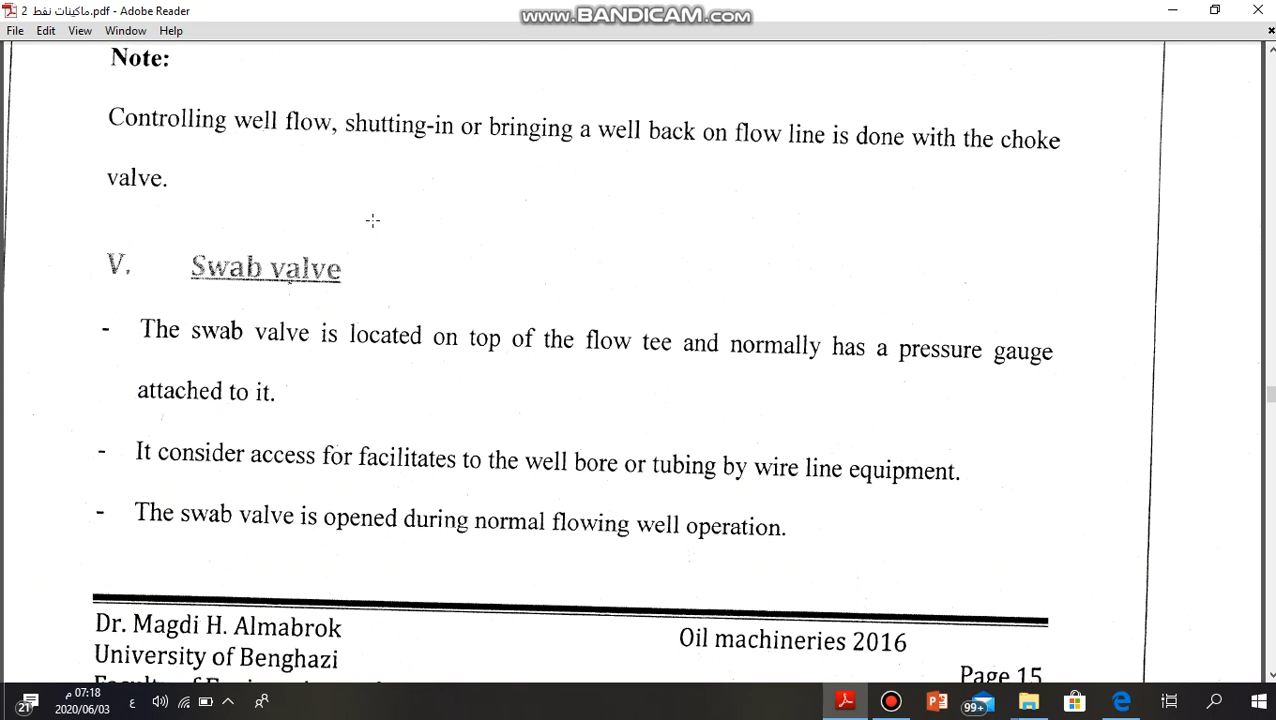 ماكينات نفط 2.pdf - Adobe Reader
www.BANDICAM.com
File Edit View Window Help
Note:
Controlling well flow, shutting-in or bringing a well back on flow line is done with the choke
valve.
V. Swab valve
- The swab valve is located on top of the flow tee and normally has a pressure gauge
attached to it.
- It consider access for facilitates to the well bore or tubing by wire line equipment.
- The swab valve is opened during normal flowing well operation.
Dr. Magdi H. Almabrok
Oil machineries 2016
University of Benghazi
Page 15
21
07:18 م
2020/06/03
ع
99+